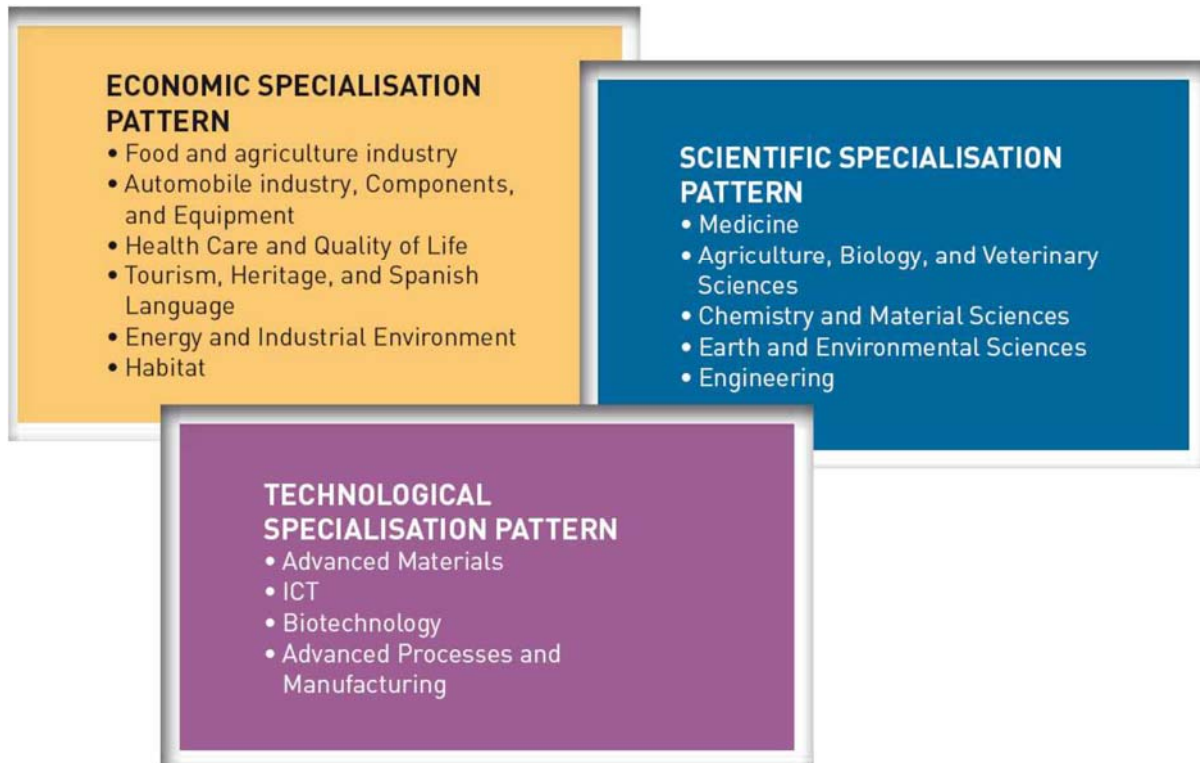 ECONOMIC SPECIALISATION
PATTERN
• Food and agriculture industry
• Automobile industry, Components,
and Equipment
• Health Care and Quality of Life
• Tourism, Heritage, and Spanish
Language
• Energy and Industrial Environment
• Habitat
SCIENTIFIC SPECIALISATION
PATTERN
• Medicine
• Agriculture, Biology, and Veterinary
Sciences
• Chemistry and Material Sciences
• Earth and Environmental Sciences
• Engineering
TECHNOLOGICAL
SPECIALISATION PATTERN
• Advanced Materials
• ICT
• Biotechnology
• Advanced Processes and
Manufacturing